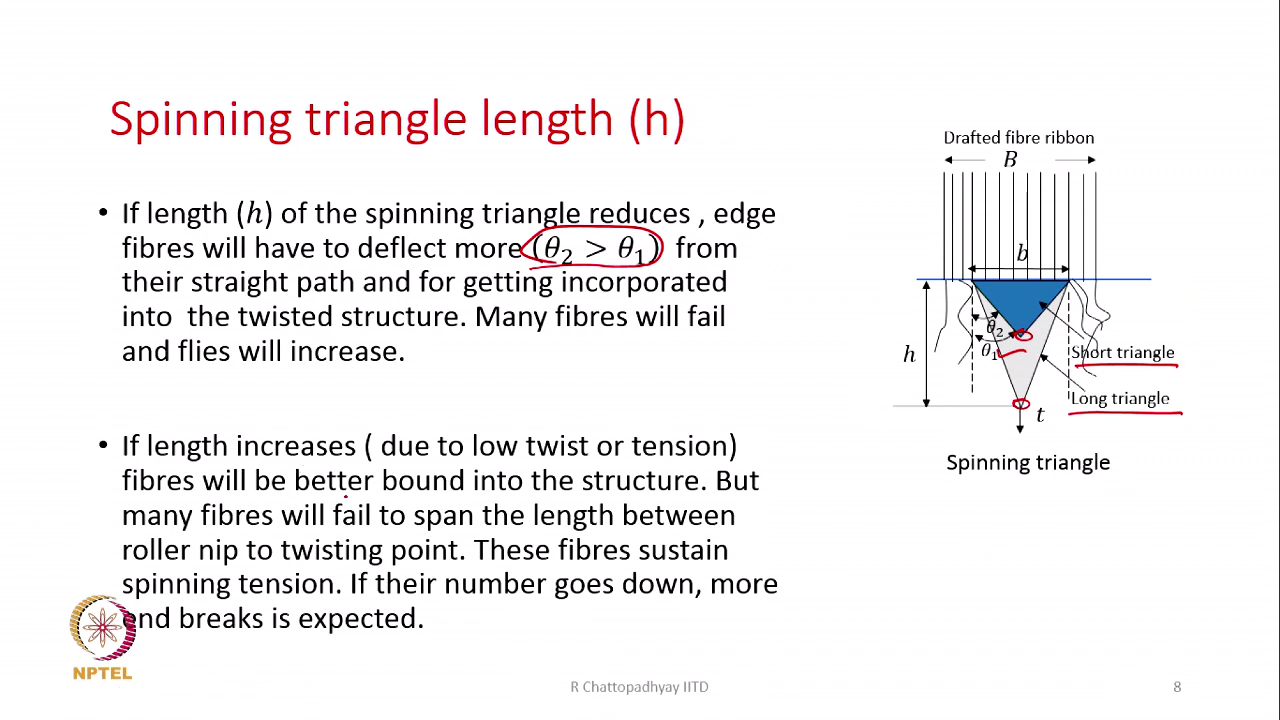 Spinning triangle length (h)
• If length (h) of the spinning triangle reduces , edge
fibres will have to deflect more (θ₂ > θ₁) from
their straight path and for getting incorporated
into the twisted structure. Many fibres will fail
and flies will increase.
• If length increases ( due to low twist or tension)
fibres will be better bound into the structure. But
many fibres will fail to span the length between
roller nip to twisting point. These fibres sustain
spinning tension. If their number goes down, more
end breaks is expected.
Drafted fibre ribbon
B
b
θ₂
θ₁
h
Short triangle
Long triangle
t
Spinning triangle
NPTEL
R Chattopadhyay IITD
8